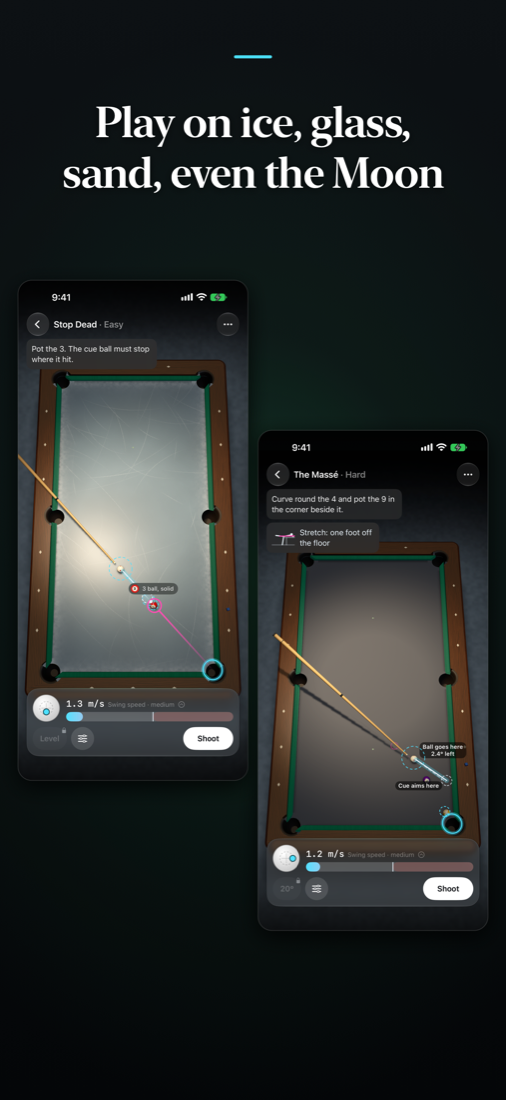 Play on ice, glass,
sand, even the Moon
9:41
Stop Dead · Easy
Pot the 3. The cue ball must stop
where it hit.
3 ball, solid
1.3 m/s Swing speed · medium
Level
Shoot
9:41
The Massé · Hard
Curve round the 4 and pot the 9 in
the corner beside it.
Stretch: one foot off
the floor
Ball goes here ·
2.4° left
Cue aims here
1.2 m/s Swing speed · medium
20°
Shoot